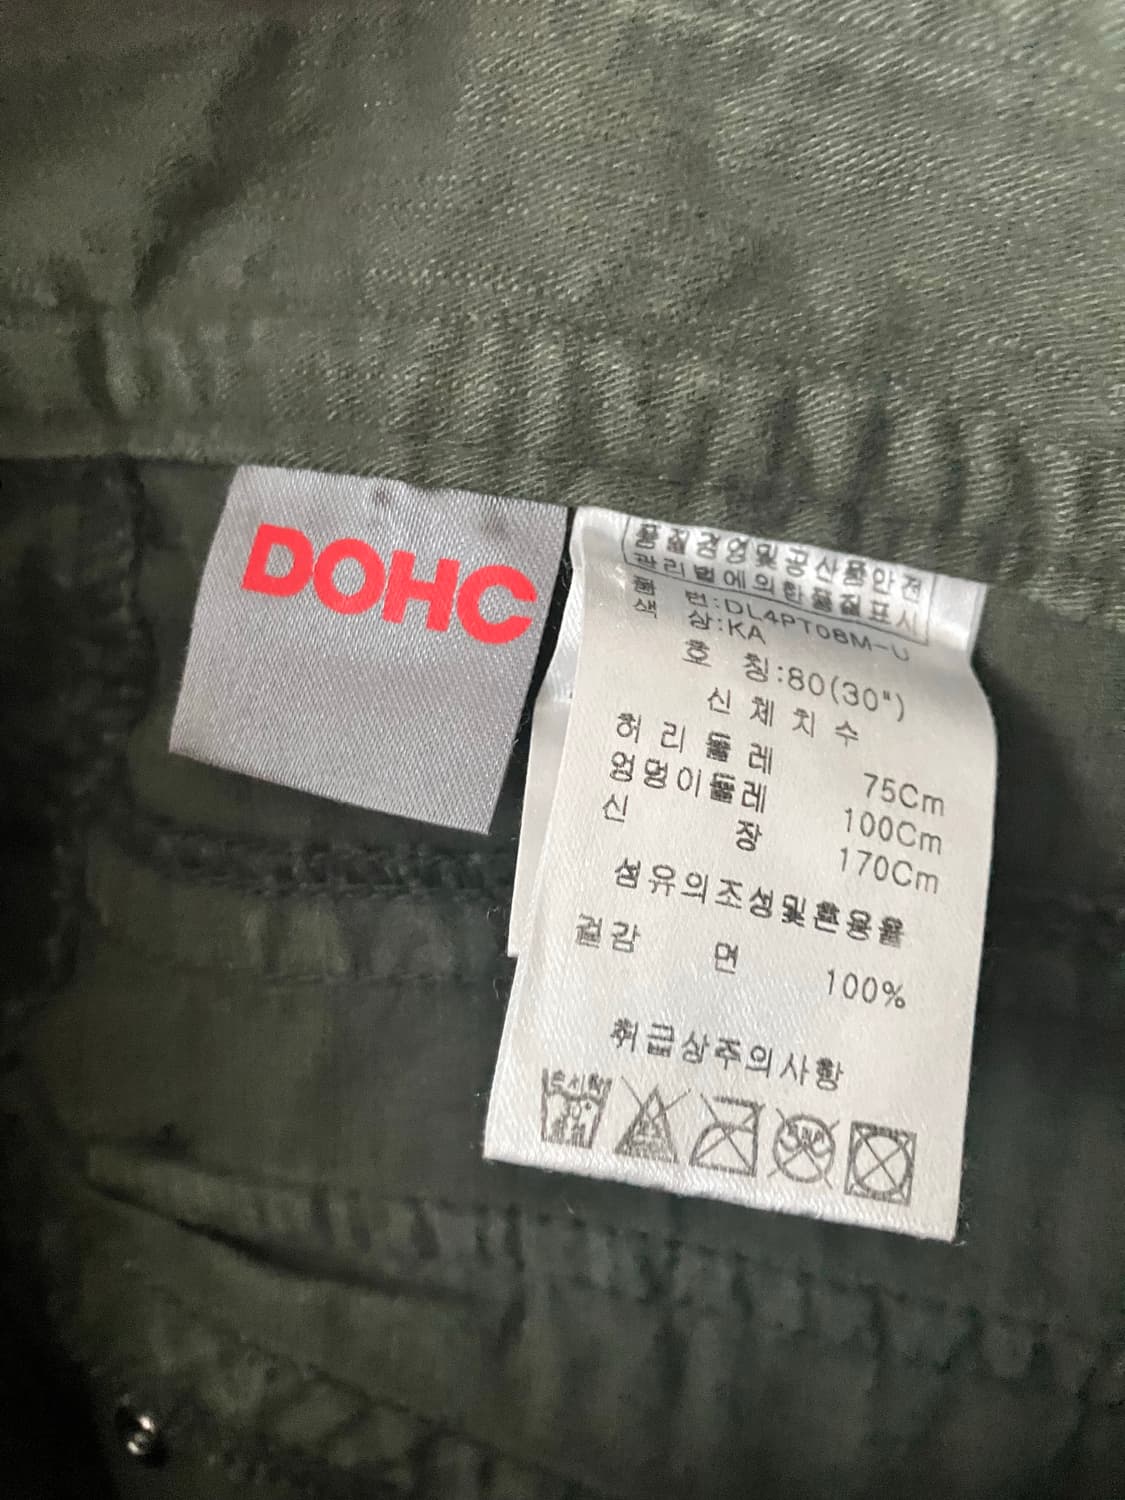 DOHC
품질경영및공산품안전
관리법에의한품질표시
품 번:DL4PT08M-U
색 상:KA
호 칭:80(30")
신체치수
허리둘레 75Cm
엉덩이둘레 100Cm
신 장 170Cm
섬유의조성및혼용율
겉감 면 100%
취급상주의사항